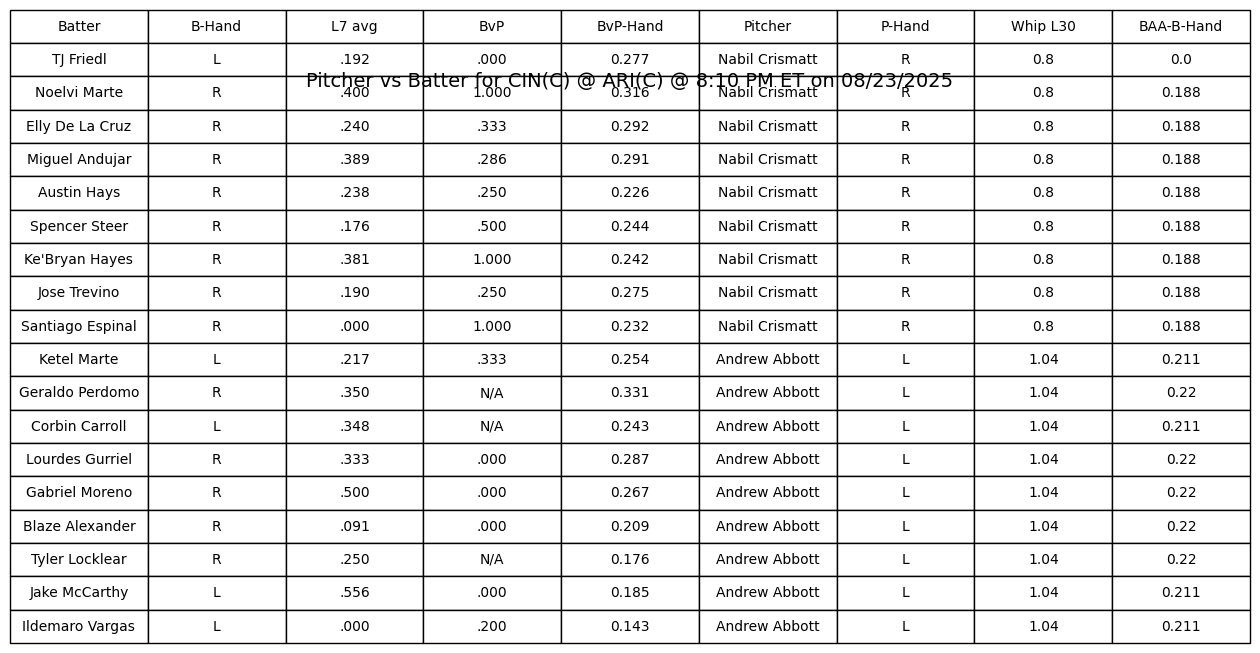 Batter B-Hand L7 avg BvP BvP-Hand Pitcher P-Hand Whip L30 BAA-B-Hand
TJ Friedl L .192 .000 0.277 Nabil Crismatt R 0.8 0.0
Pitcher vs Batter for CIN(C) @ ARI(C) @ 8:10 PM ET on 08/23/2025
Noelvi Marte R .400 1.000 0.316 Nabil Crismatt R 0.8 0.188
Elly De La Cruz R .240 .333 0.292 Nabil Crismatt R 0.8 0.188
Miguel Andujar R .389 .286 0.291 Nabil Crismatt R 0.8 0.188
Austin Hays R .238 .250 0.226 Nabil Crismatt R 0.8 0.188
Spencer Steer R .176 .500 0.244 Nabil Crismatt R 0.8 0.188
Ke'Bryan Hayes R .381 1.000 0.242 Nabil Crismatt R 0.8 0.188
Jose Trevino R .190 .250 0.275 Nabil Crismatt R 0.8 0.188
Santiago Espinal R .000 1.000 0.232 Nabil Crismatt R 0.8 0.188
Ketel Marte L .217 .333 0.254 Andrew Abbott L 1.04 0.211
Geraldo Perdomo R .350 N/A 0.331 Andrew Abbott L 1.04 0.22
Corbin Carroll L .348 N/A 0.243 Andrew Abbott L 1.04 0.211
Lourdes Gurriel R .333 .000 0.287 Andrew Abbott L 1.04 0.22
Gabriel Moreno R .500 .000 0.267 Andrew Abbott L 1.04 0.22
Blaze Alexander R .091 .000 0.209 Andrew Abbott L 1.04 0.22
Tyler Locklear R .250 N/A 0.176 Andrew Abbott L 1.04 0.22
Jake McCarthy L .556 .000 0.185 Andrew Abbott L 1.04 0.211
Ildemaro Vargas L .000 .200 0.143 Andrew Abbott L 1.04 0.211